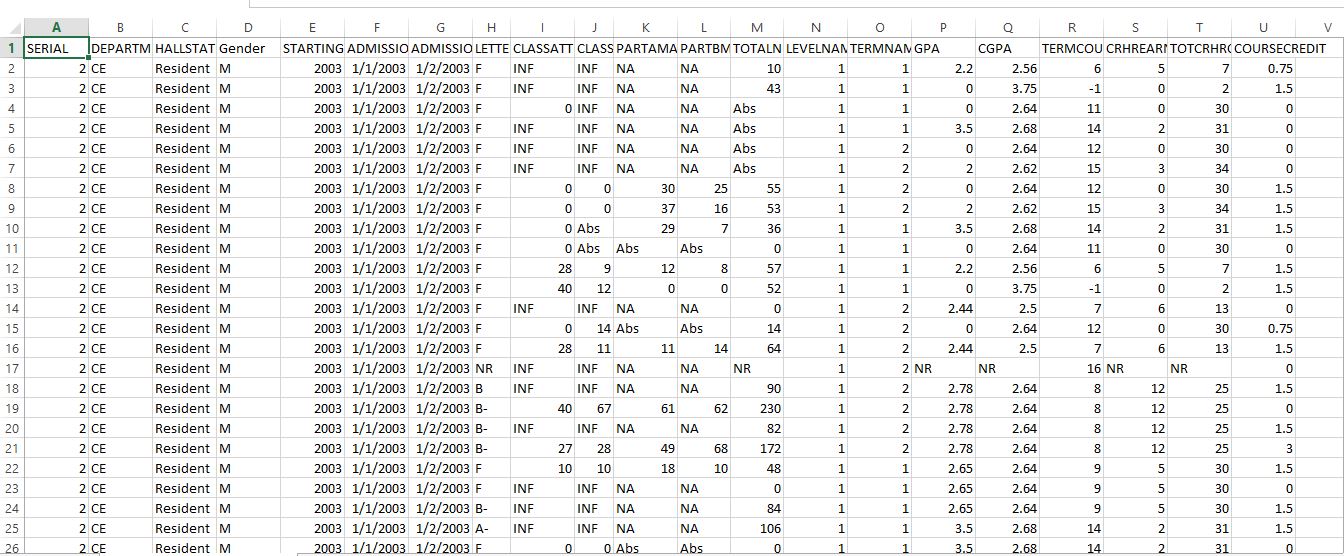 A B C D E F G H I J K L M N O P Q R S T U V
1 SERIAL DEPARTM HALLSTAT Gender STARTING ADMISSIO ADMISSIO LETTE CLASSATT CLASS PARTAMA PARTBM TOTALN LEVELNAM TERMNAM GPA CGPA TERMCOU CRHREARN TOTCRHRC COURSECREDIT
2 2 CE Resident M 2003 1/1/2003 1/2/2003 F INF INF NA NA 10 1 1 2.2 2.56 6 5 7 0.75
3 2 CE Resident M 2003 1/1/2003 1/2/2003 F INF INF NA NA 43 1 1 0 3.75 -1 0 2 1.5
4 2 CE Resident M 2003 1/1/2003 1/2/2003 F 0 INF NA NA Abs 1 1 0 2.64 11 0 30 0
5 2 CE Resident M 2003 1/1/2003 1/2/2003 F INF INF NA NA Abs 1 1 3.5 2.68 14 2 31 0
6 2 CE Resident M 2003 1/1/2003 1/2/2003 F INF INF NA NA Abs 1 2 0 2.64 12 0 30 0
7 2 CE Resident M 2003 1/1/2003 1/2/2003 F INF INF NA NA Abs 1 2 2 2.62 15 3 34 0
8 2 CE Resident M 2003 1/1/2003 1/2/2003 F 0 0 30 25 55 1 2 0 2.64 12 0 30 1.5
9 2 CE Resident M 2003 1/1/2003 1/2/2003 F 0 0 37 16 53 1 2 2 2.62 15 3 34 1.5
10 2 CE Resident M 2003 1/1/2003 1/2/2003 F 0 Abs 29 7 36 1 1 3.5 2.68 14 2 31 1.5
11 2 CE Resident M 2003 1/1/2003 1/2/2003 F 0 Abs Abs Abs 0 1 1 0 2.64 11 0 30 0
12 2 CE Resident M 2003 1/1/2003 1/2/2003 F 28 9 12 8 57 1 1 2.2 2.56 6 5 7 1.5
13 2 CE Resident M 2003 1/1/2003 1/2/2003 F 40 12 0 0 52 1 1 0 3.75 -1 0 2 1.5
14 2 CE Resident M 2003 1/1/2003 1/2/2003 F INF INF NA NA 0 1 2 2.44 2.5 7 6 13 0
15 2 CE Resident M 2003 1/1/2003 1/2/2003 F 0 14 Abs Abs 14 1 2 0 2.64 12 0 30 0.75
16 2 CE Resident M 2003 1/1/2003 1/2/2003 F 28 11 11 14 64 1 2 2.44 2.5 7 6 13 1.5
17 2 CE Resident M 2003 1/1/2003 1/2/2003 NR INF INF NA NA NR 1 2 NR NR 16 NR NR 0
18 2 CE Resident M 2003 1/1/2003 1/2/2003 B INF INF NA NA 90 1 2 2.78 2.64 8 12 25 1.5
19 2 CE Resident M 2003 1/1/2003 1/2/2003 B- 40 67 61 62 230 1 2 2.78 2.64 8 12 25 0
20 2 CE Resident M 2003 1/1/2003 1/2/2003 B- INF INF NA NA 82 1 2 2.78 2.64 8 12 25 1.5
21 2 CE Resident M 2003 1/1/2003 1/2/2003 B- 27 28 49 68 172 1 2 2.78 2.64 8 12 25 3
22 2 CE Resident M 2003 1/1/2003 1/2/2003 F 10 10 18 10 48 1 1 2.65 2.64 9 5 30 1.5
23 2 CE Resident M 2003 1/1/2003 1/2/2003 F INF INF NA NA 0 1 1 2.65 2.64 9 5 30 0
24 2 CE Resident M 2003 1/1/2003 1/2/2003 B- INF INF NA NA 84 1 1 2.65 2.64 9 5 30 1.5
25 2 CE Resident M 2003 1/1/2003 1/2/2003 A- INF INF NA NA 106 1 1 3.5 2.68 14 2 31 1.5
26 2 CE Resident M 2003 1/1/2003 1/2/2003 F 0 0 Abs Abs 0 1 1 3.5 2.68 14 2 31 0